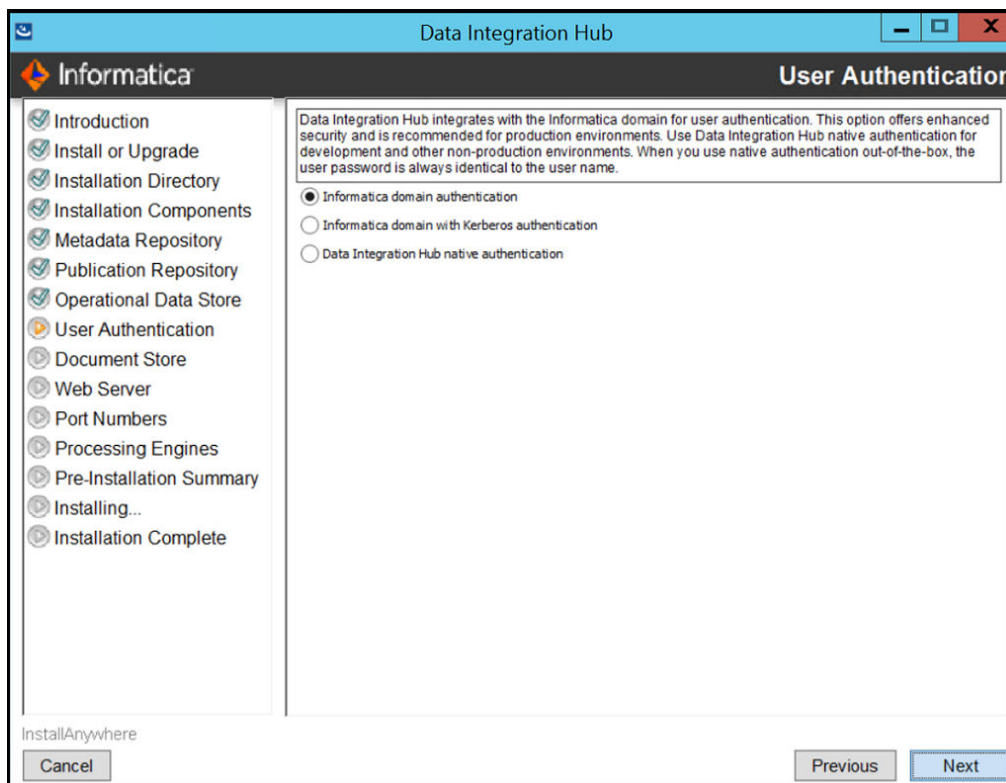 Data Integration Hub
Informatica
User Authentication
Introduction
Install or Upgrade
Installation Directory
Installation Components
Metadata Repository
Publication Repository
Operational Data Store
User Authentication
Document Store
Web Server
Port Numbers
Processing Engines
Pre-Installation Summary
Installing...
Installation Complete
Data Integration Hub integrates with the Informatica domain for user authentication. This option offers enhanced
security and is recommended for production environments. Use Data Integration Hub native authentication for
development and other non-production environments. When you use native authentication out-of-the-box, the
user password is always identical to the user name.
Informatica domain authentication
Informatica domain with Kerberos authentication
Data Integration Hub native authentication
InstallAnywhere
Cancel
Previous
Next